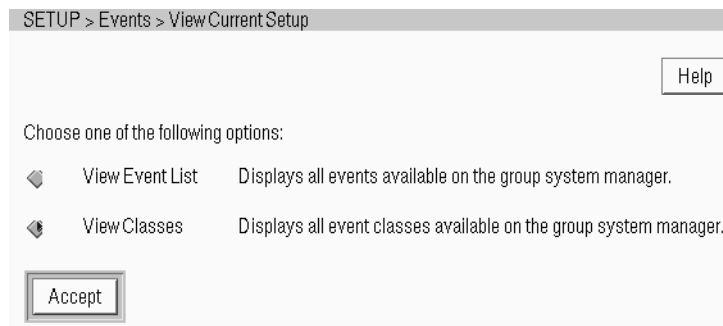 SETUP > Events > View Current Setup
Help
Choose one of the following options:
View Event List Displays all events available on the group system manager.
View Classes Displays all event classes available on the group system manager.
Accept